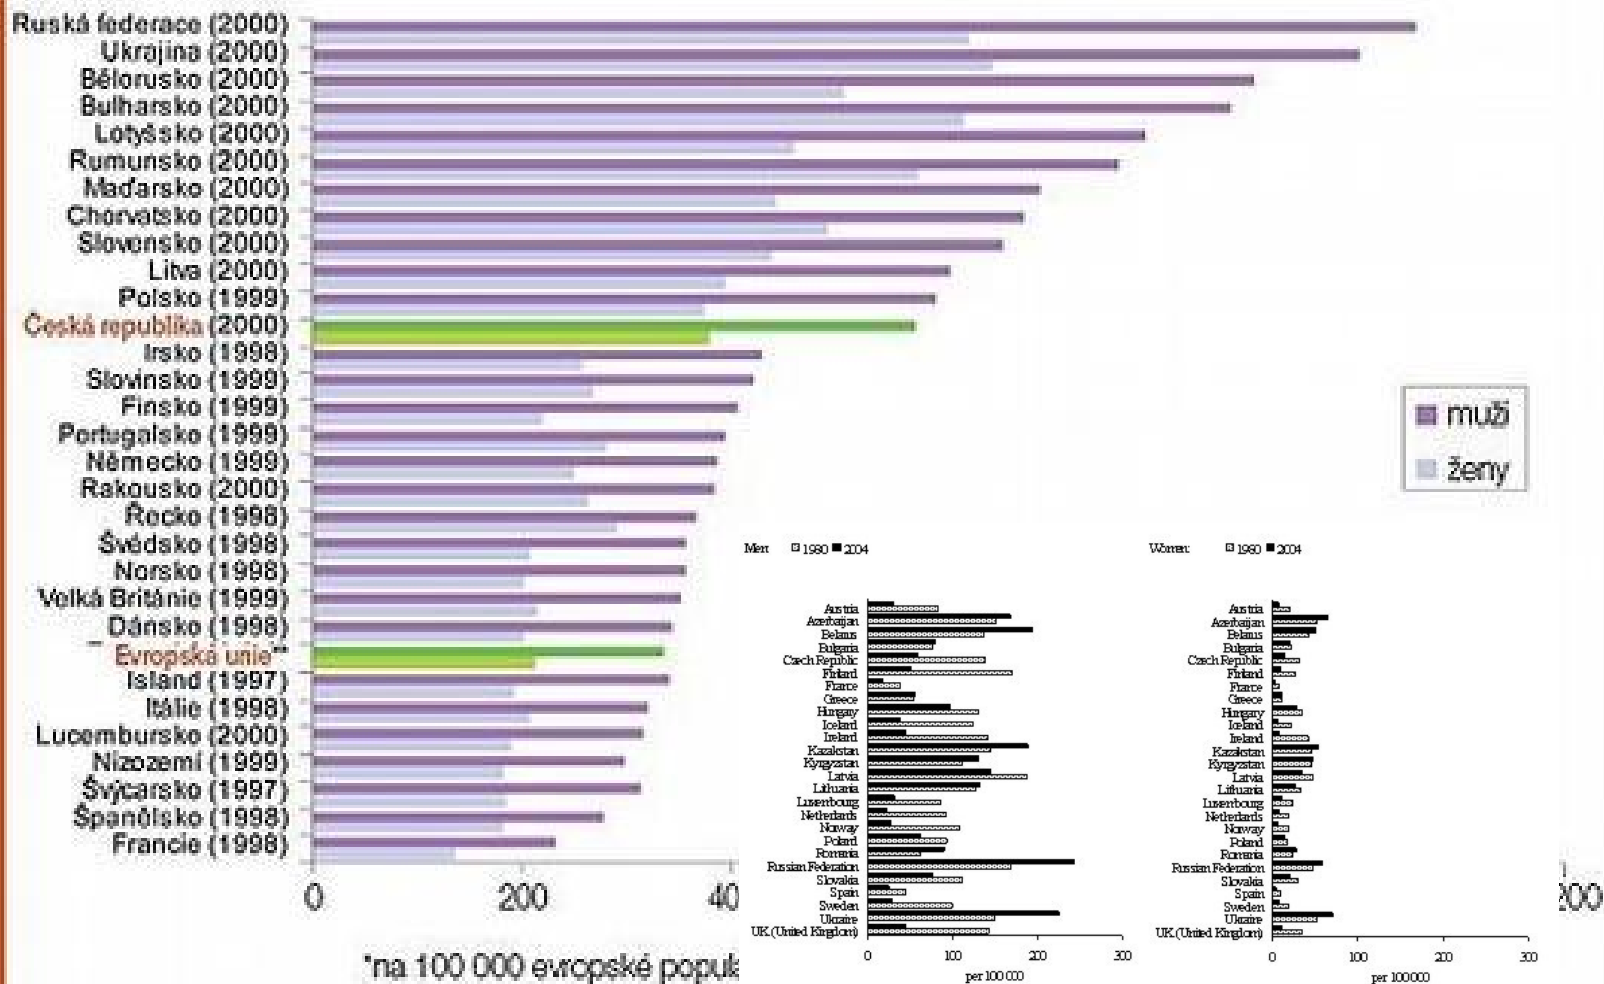 Ruská federace (2000)
Ukrajina (2000)
Bělorusko (2000)
Bulharsko (2000)
Lotyšsko (2000)
Rumunsko (2000)
Maďarsko (2000)
Chorvatsko (2000)
Slovensko (2000)
Litva (2000)
Polsko (1999)
Česká republika (2000)
Irsko (1998)
Slovinsko (1999)
Finsko (1999)
Portugalsko (1999)
Německo (1999)
Rakousko (2000)
Řecko (1998)
Švédsko (1998)
Norsko (1998)
Velká Británie (1999)
Dánsko (1998)
Evropská unie**
Island (1997)
Itálie (1998)
Lucembursko (2000)
Nizozemí (1999)
Švýcarsko (1997)
Španělsko (1998)
Francie (1998)
0 200 40 200
*na 100 000 evropské popula
muži
ženy
Men 1980 2004
Austria
Azerbaijan
Belarus
Bulgaria
Czech Republic
Finland
France
Greece
Hungary
Iceland
Ireland
Kazakstan
Kyrgyzstan
Latvia
Lithuania
Luxembourg
Netherlands
Norway
Poland
Romania
Russian Federation
Slovakia
Spain
Sweden
Ukraine
UK (United Kingdom)
0 100 200 300
per 100 000
Women 1980 2004
Austria
Azerbaijan
Belarus
Bulgaria
Czech Republic
Finland
France
Greece
Hungary
Iceland
Ireland
Kazakstan
Kyrgyzstan
Latvia
Lithuania
Luxembourg
Netherlands
Norway
Poland
Romania
Russian Federation
Slovakia
Spain
Sweden
Ukraine
UK (United Kingdom)
0 100 200 300
per 100 000